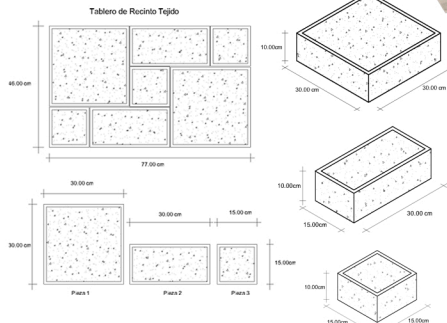 Tablero de Recinto Tejido
46.00 cm
77.00 cm
10.00cm
30.00 cm
30.00 cm
10.00cm
15.00cm
30.00 cm
30.00 cm
30.00 cm
30.00 cm
15.00 cm
15.00cm
Pieza 1
Pieza 2
Pieza 3
10.00cm
15.00cm
15.00cm